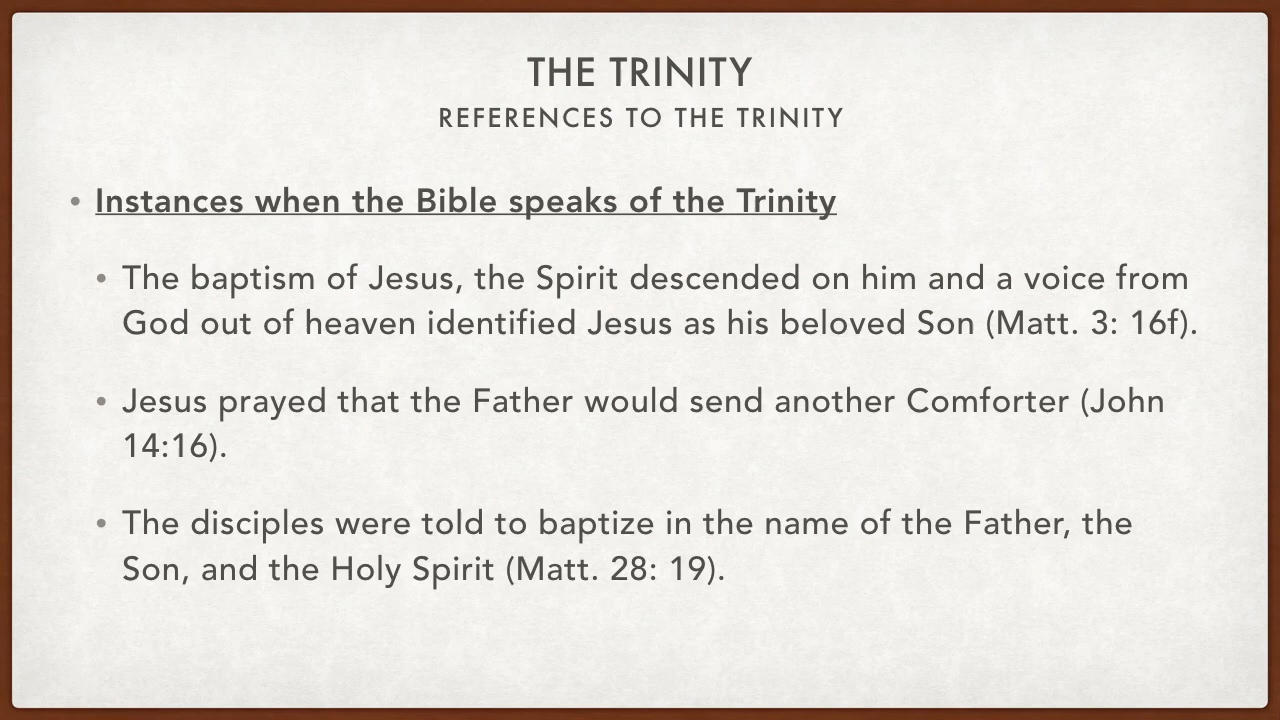 THE TRINITY
REFERENCES TO THE TRINITY
• Instances when the Bible speaks of the Trinity
• The baptism of Jesus, the Spirit descended on him and a voice from
God out of heaven identified Jesus as his beloved Son (Matt. 3: 16f).
• Jesus prayed that the Father would send another Comforter (John
14:16).
• The disciples were told to baptize in the name of the Father, the
Son, and the Holy Spirit (Matt. 28: 19).